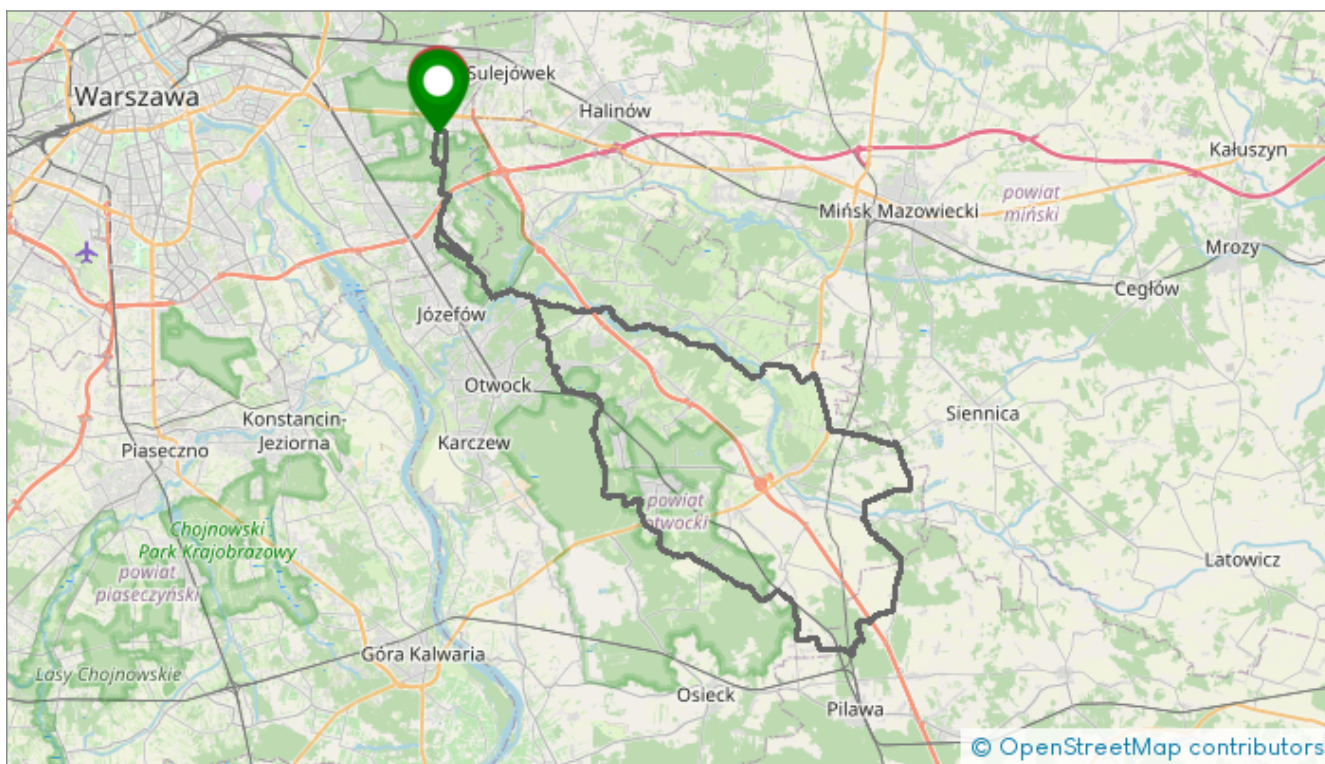 Sulejówek
Warszawa
Halinów
Kałuszyn
powiat
miński
Mińsk Mazowiecki
Mrozy
Cegłów
Józefów
Otwock
Siennica
Konstancin-
Jeziorna
Karczew
Piaseczno
powiat
otwocki
Chojnowski
Park Krajobrazowy
powiat
piaseczyński
Latowicz
Góra Kalwaria
Lasy Chojnowskie
Osieck
Pilawa
© OpenStreetMap contributors